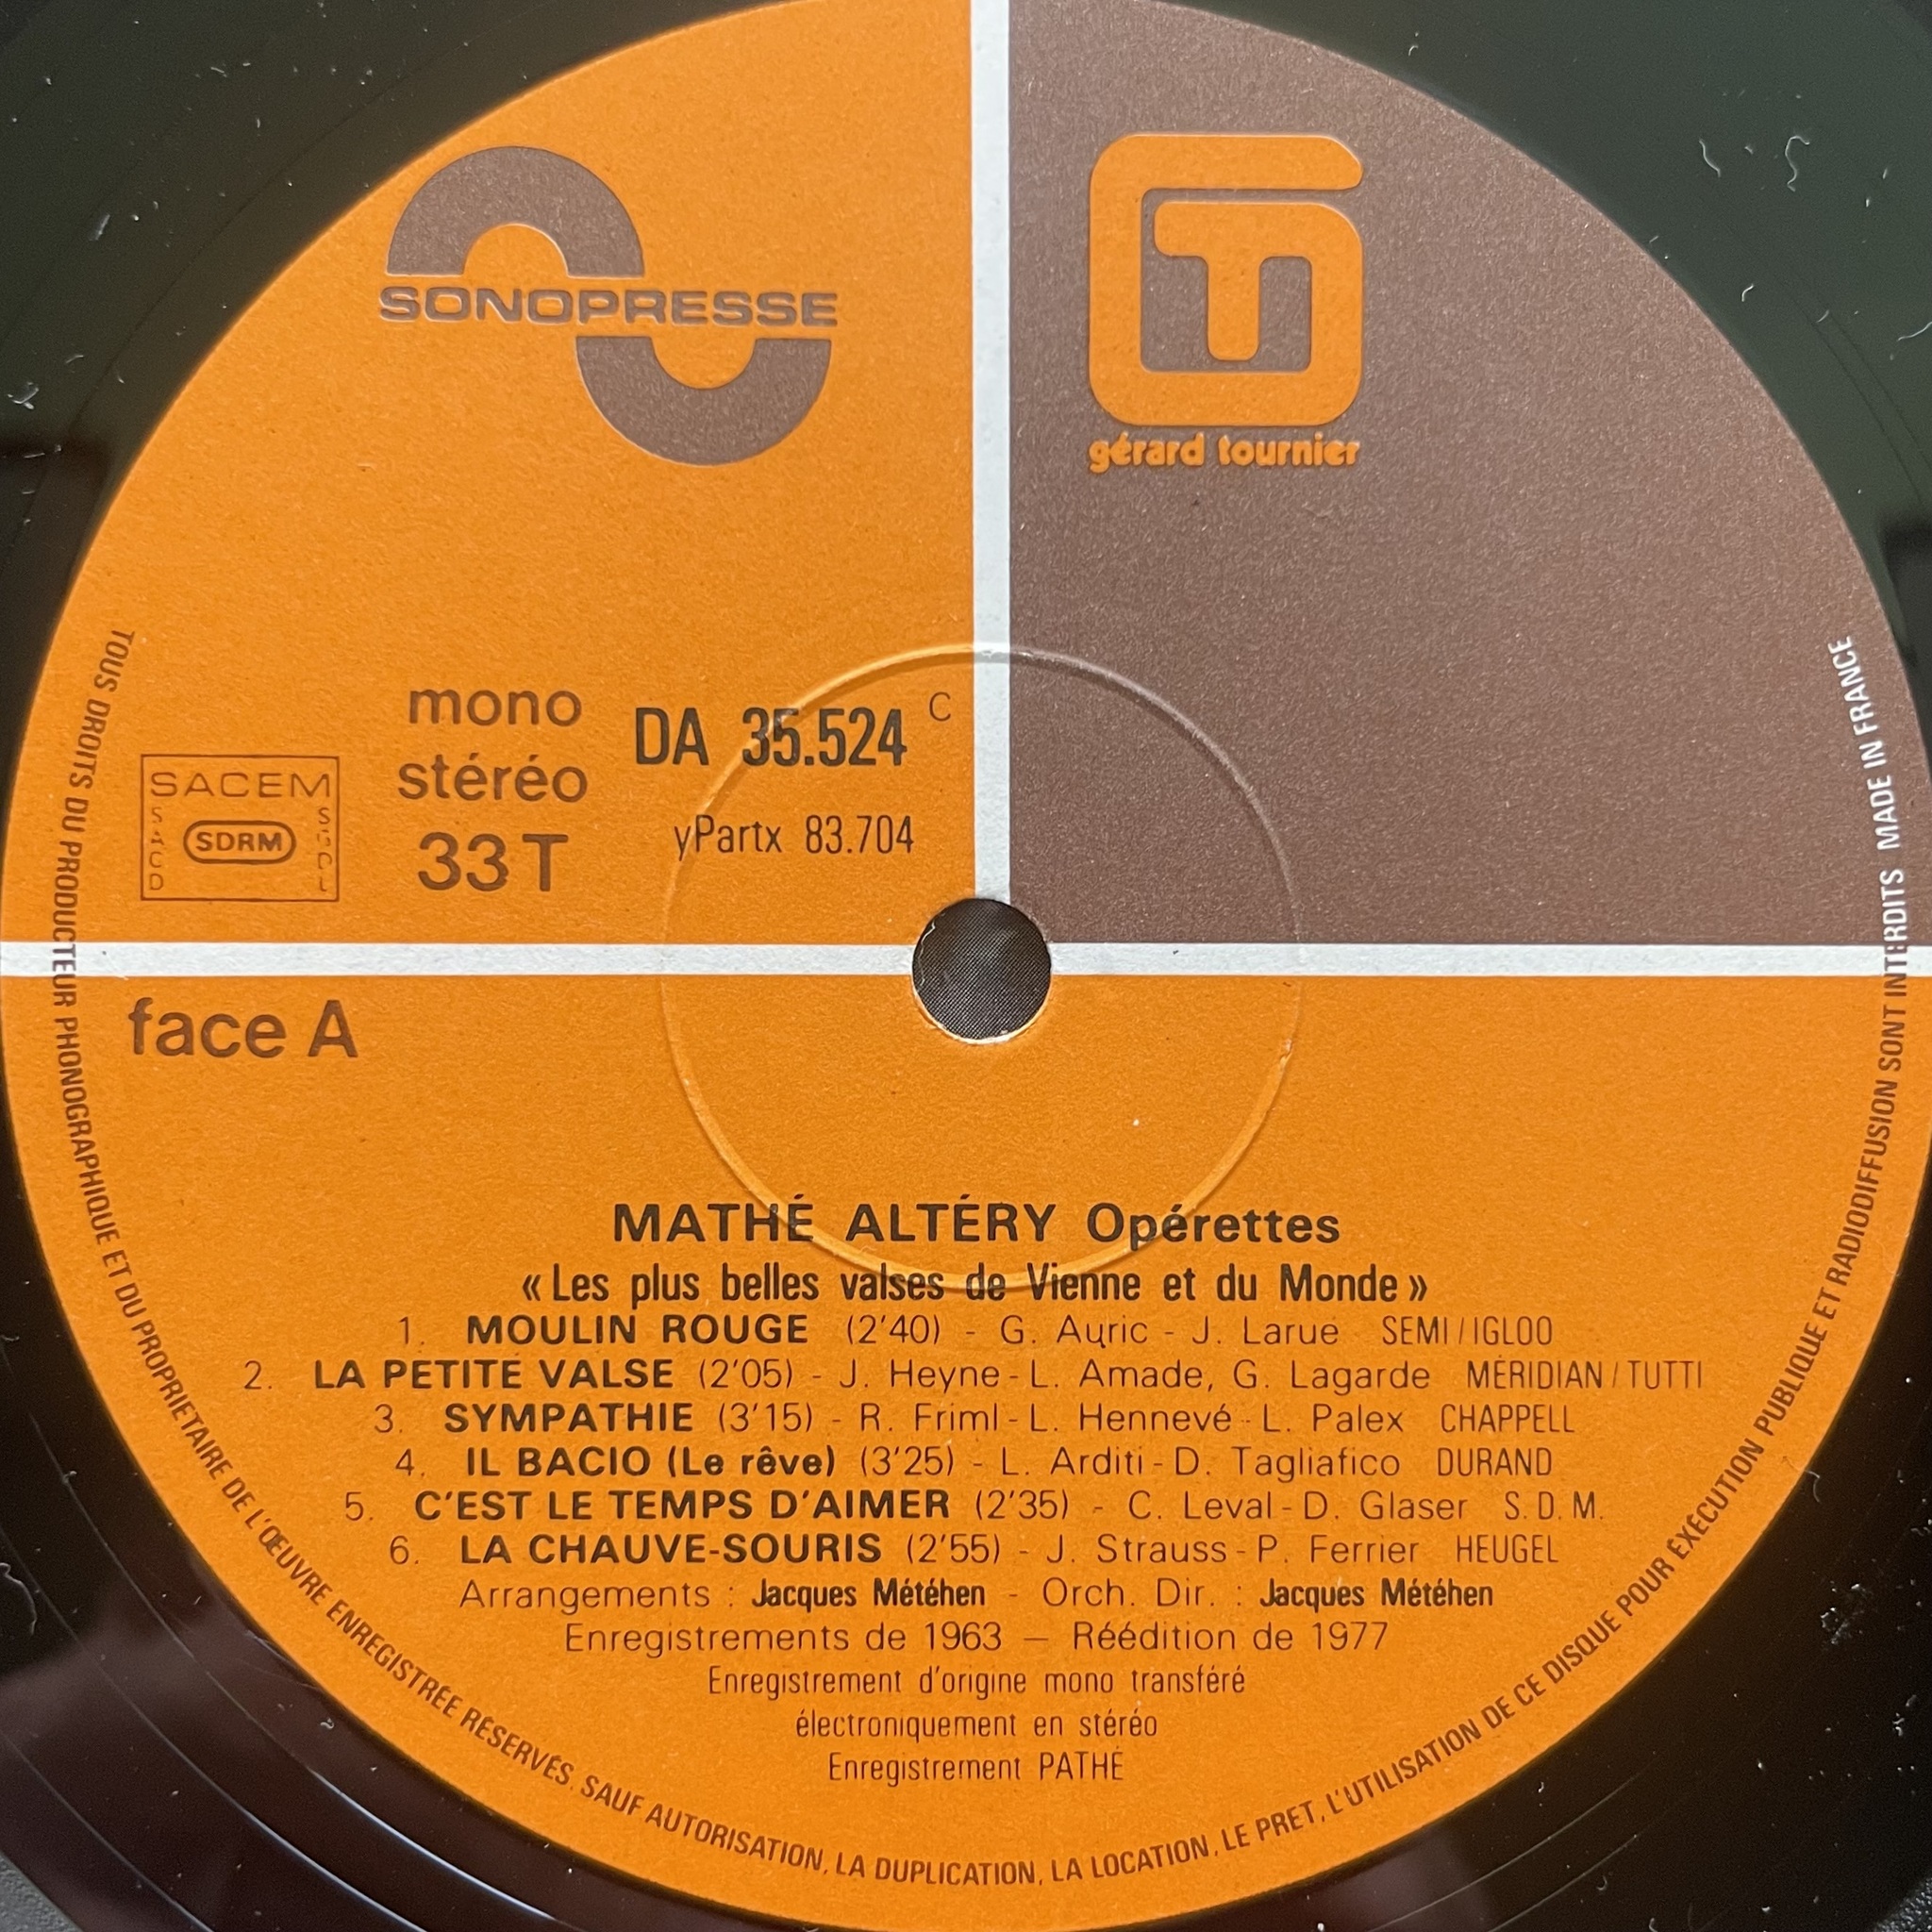 SONOPRESSE
gérard tournier
mono
stéréo
33 T
DA 35.524 C
yPartx 83.704
SACEM
SACD
SDRM
SGDL
face A
MATHÉ ALTÉRY Opérettes
« Les plus belles valses de Vienne et du Monde »
1. MOULIN ROUGE (2'40) - G. Auric - J. Larue SEMI / IGLOO
2. LA PETITE VALSE (2'05) - J. Heyne - L. Amade, G. Lagarde MÉRIDIAN / TUTTI
3. SYMPATHIE (3'15) - R. Friml - L. Hennevé - L. Palex CHAPPELL
4. IL BACIO (Le rêve) (3'25) - L. Arditi - D. Tagliafico DURAND
5. C'EST LE TEMPS D'AIMER (2'35) - C. Leval - D. Glaser S.D.M.
6. LA CHAUVE-SOURIS (2'55) - J. Strauss - P. Ferrier HEUGEL
Arrangements : Jacques Météhen - Orch. Dir. : Jacques Météhen
Enregistrements de 1963 — Réédition de 1977
Enregistrement d'origine mono transféré
électroniquement en stéréo
Enregistrement PATHÉ
TOUS DROITS DU PRODUCTEUR PHONOGRAPHIQUE ET DU PROPRIETAIRE DE L'ŒUVRE ENREGISTRÉE RÉSERVÉS. SAUF AUTORISATION, LA DUPLICATION, LA LOCATION, LE PRET, L'UTILISATION DE CE DISQUE POUR EXÉCUTION PUBLIQUE ET RADIODIFFUSION SONT INTERDITS MADE IN FRANCE